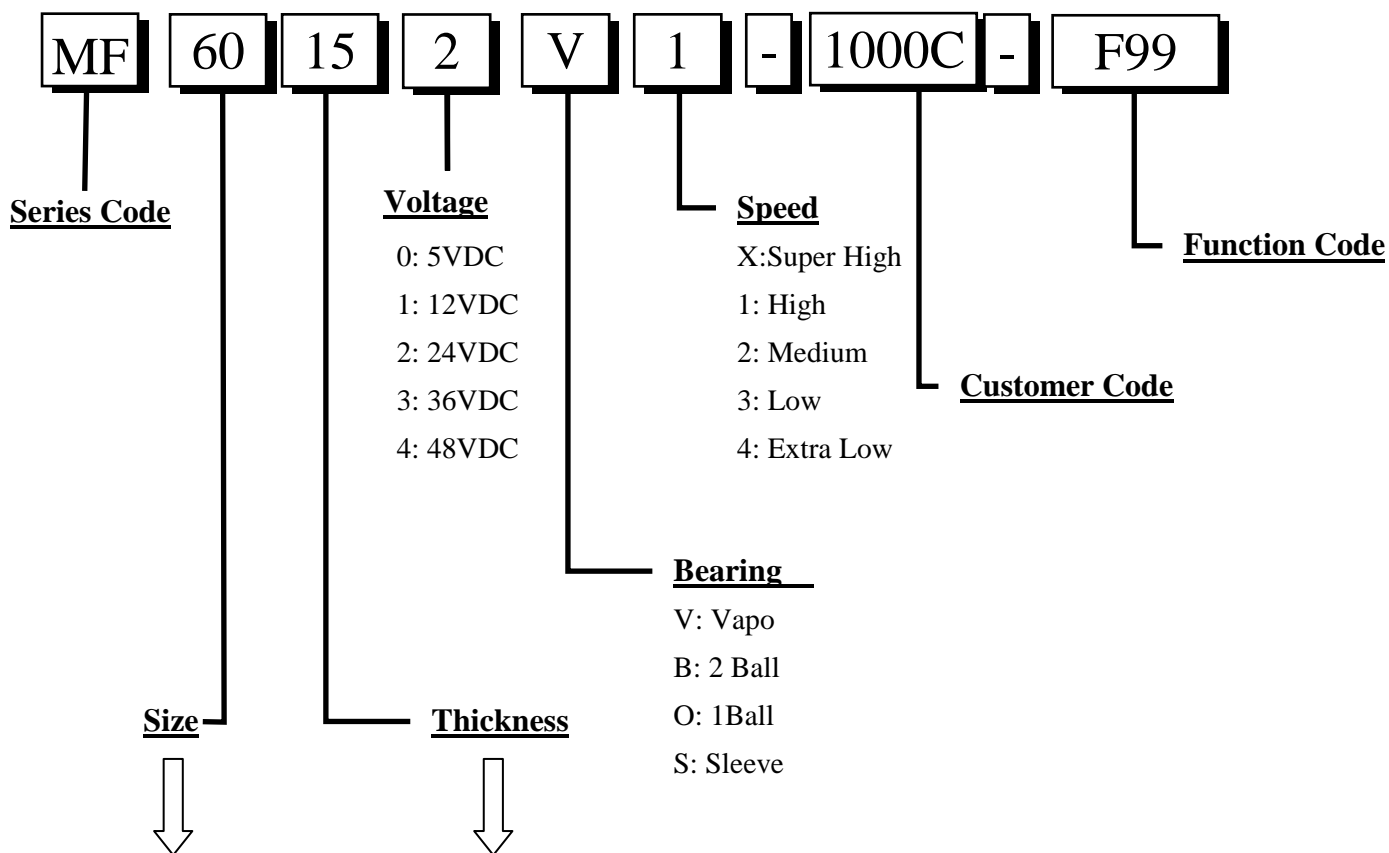 MF 60 15 2 V 1 - 1000C - F99
Series Code
Voltage
0: 5VDC
1: 12VDC
2: 24VDC
3: 36VDC
4: 48VDC
Speed
X:Super High
1: High
2: Medium
3: Low
4: Extra Low
Function Code
Customer Code
Bearing
V: Vapo
B: 2 Ball
O: 1Ball
S: Sleeve
Size
Thickness